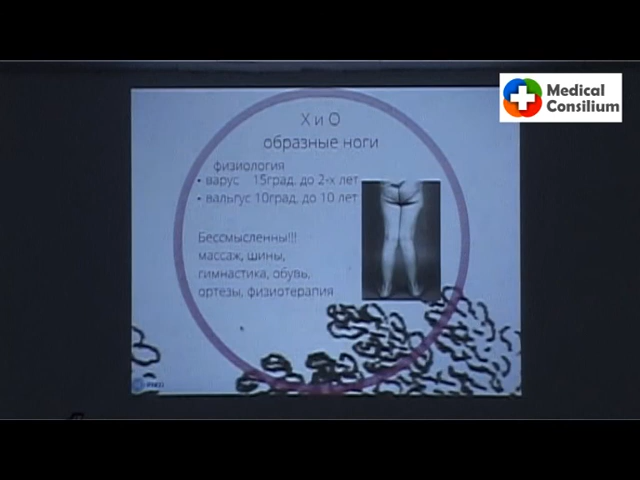 Medical
Consilium
Х и О
образные ноги
физиология
• варус 15град. до 2-х лет
• вальгус 10град. до 10 лет
Бессмысленны!!!
массаж, шины,
гимнастика, обувь,
ортезы, физиотерапия